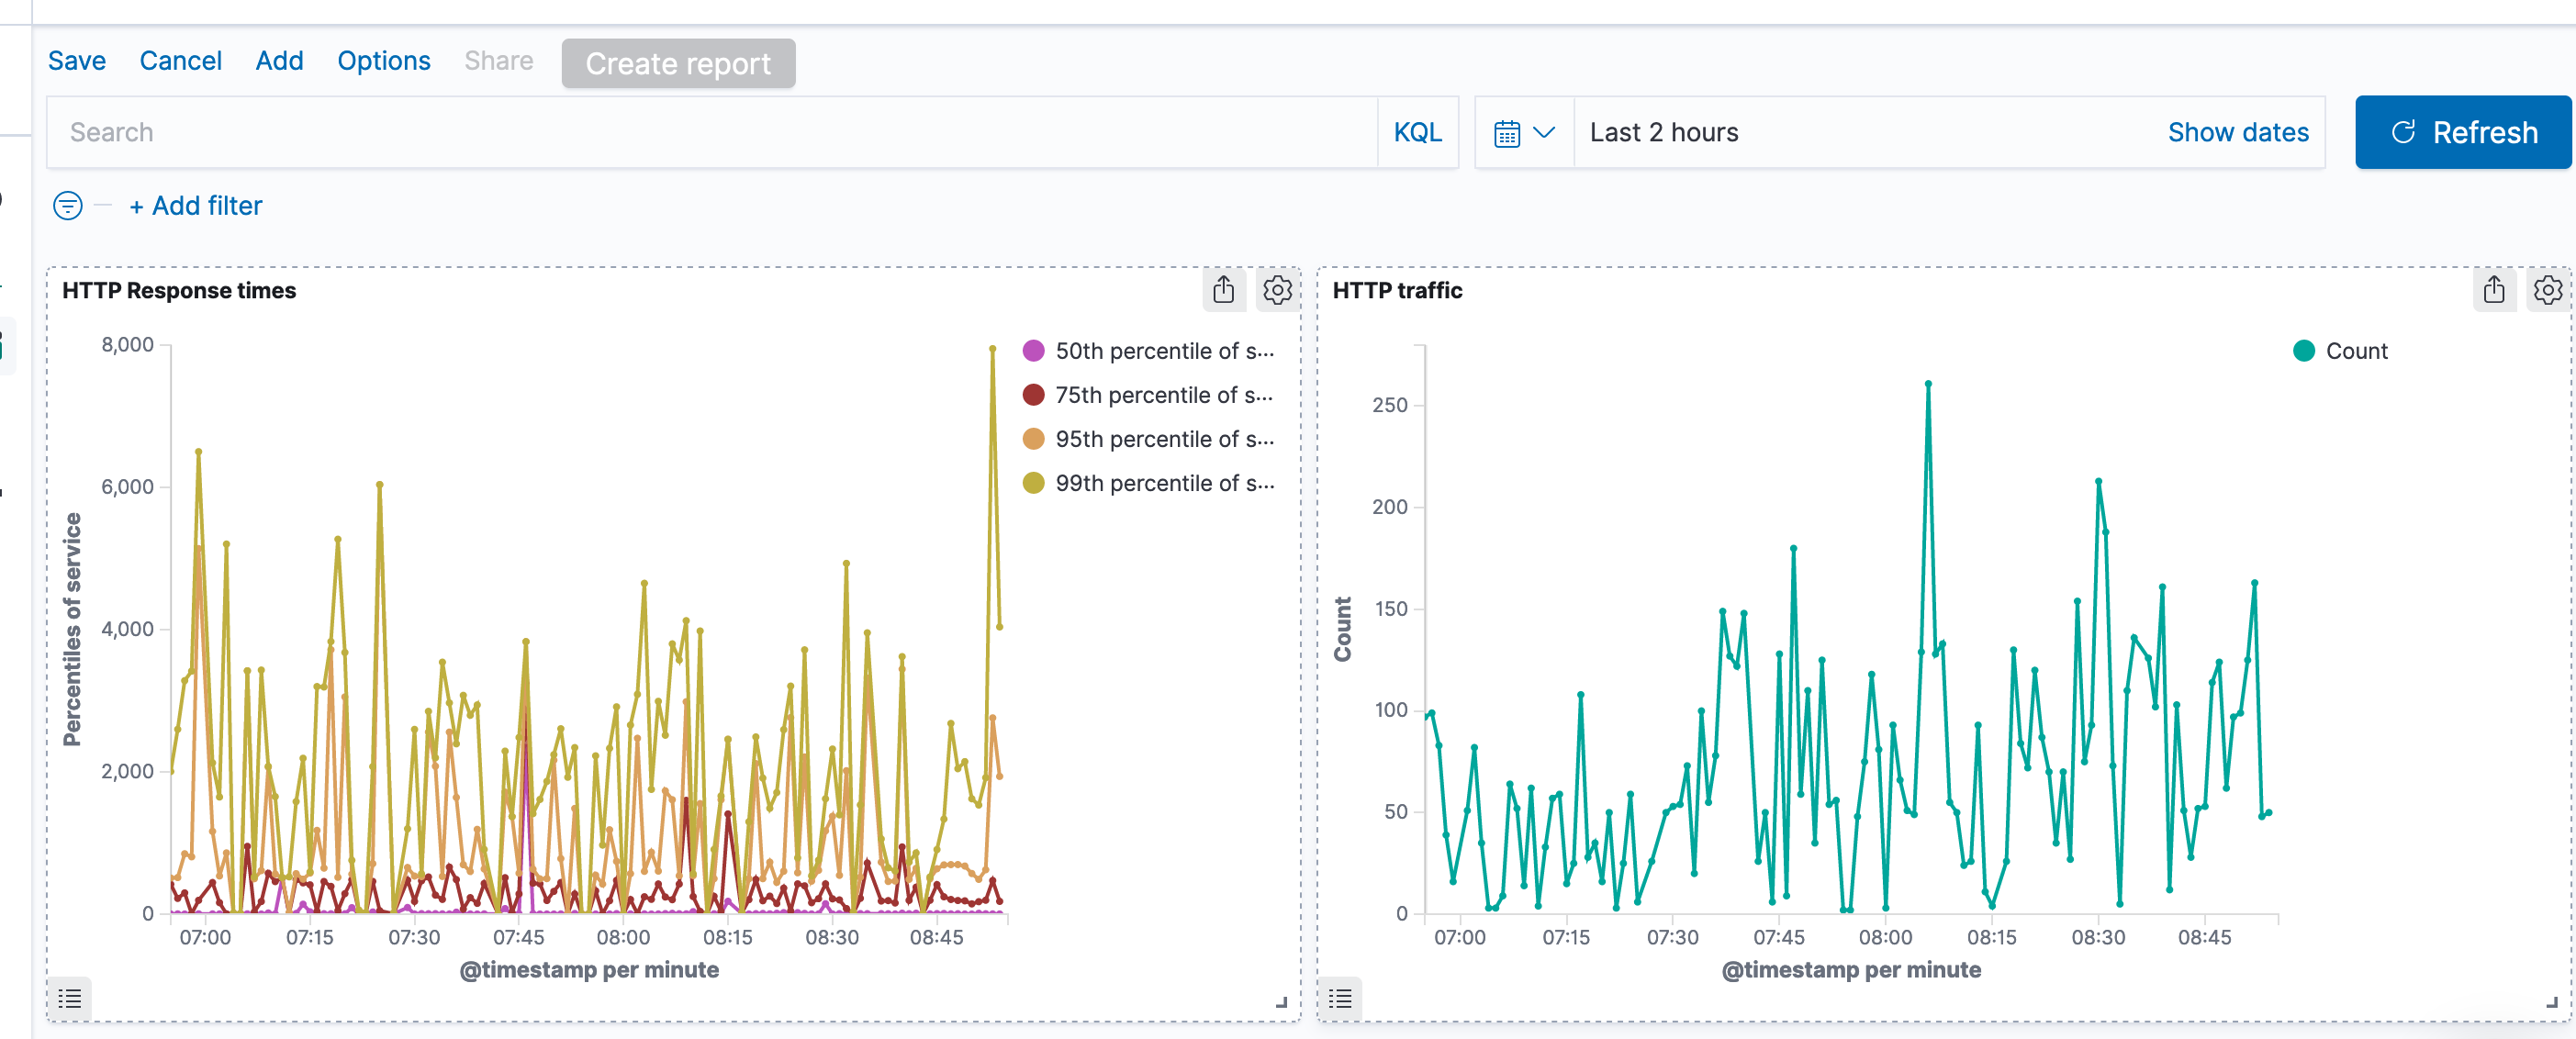 Save Cancel Add Options Share Create report
Search KQL Last 2 hours Show dates Refresh
+ Add filter
HTTP Response times
8,000
6,000
4,000
2,000
0
Percentiles of service
07:00 07:15 07:30 07:45 08:00 08:15 08:30 08:45
@timestamp per minute
50th percentile of s...
75th percentile of s...
95th percentile of s...
99th percentile of s...
HTTP traffic
250
200
150
100
50
0
Count
07:00 07:15 07:30 07:45 08:00 08:15 08:30 08:45
@timestamp per minute
Count